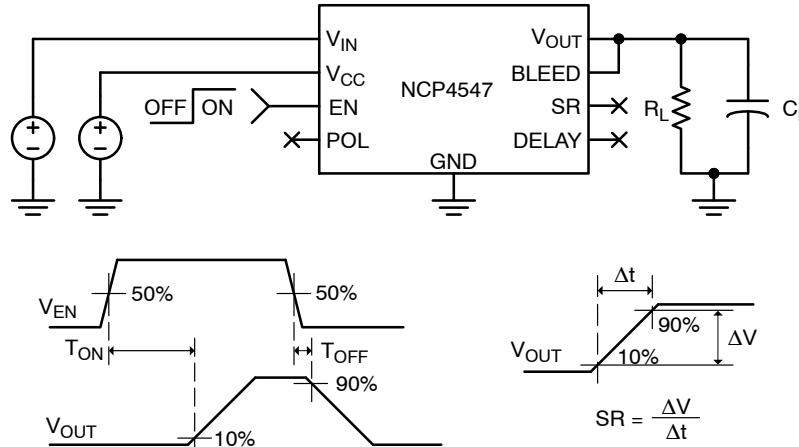 V_IN
V_CC
EN
POL
NCP4547
GND
V_OUT
BLEED
SR
DELAY
OFF ON
+
−
+
−
R_L
V_EN
50%
50%
T_ON
T_OFF
90%
V_OUT
10%
Δt
90%
10%
ΔV
V_OUT
SR = ΔV / Δt